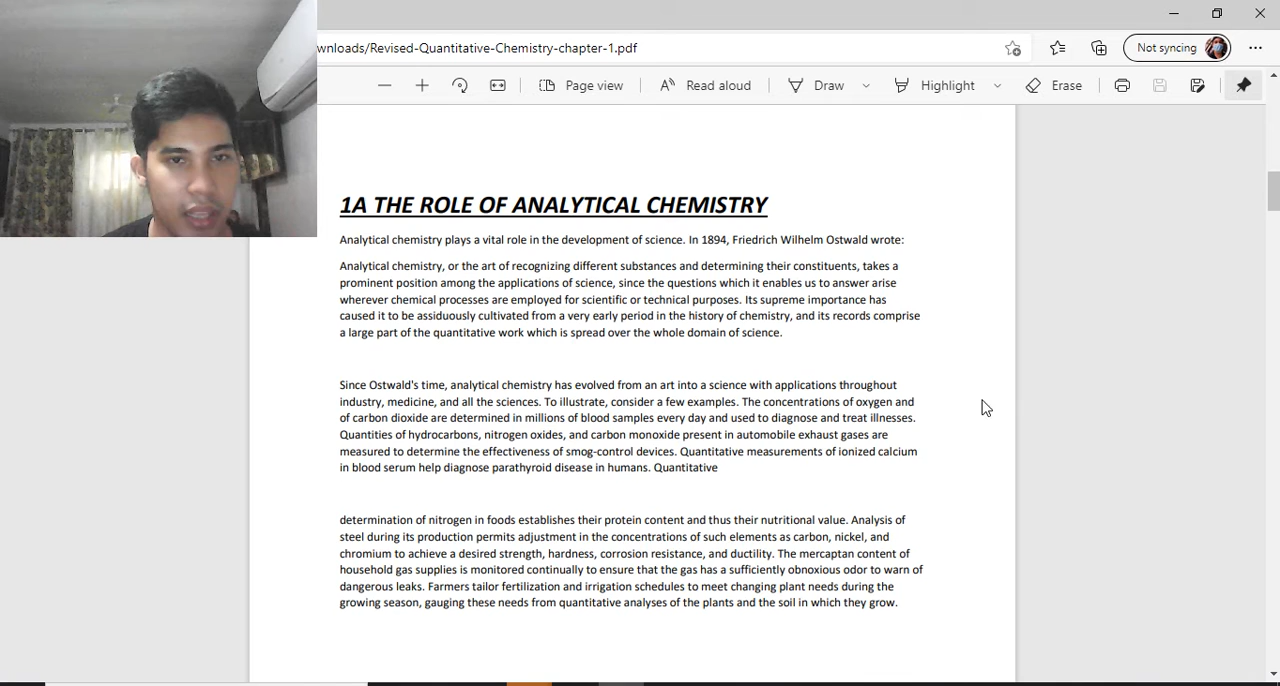 wnloads/Revised-Quantitative-Chemistry-chapter-1.pdf
Not syncing
Page view
Read aloud
Draw
Highlight
Erase
1A THE ROLE OF ANALYTICAL CHEMISTRY
Analytical chemistry plays a vital role in the development of science. In 1894, Friedrich Wilhelm Ostwald wrote:
Analytical chemistry, or the art of recognizing different substances and determining their constituents, takes a
prominent position among the applications of science, since the questions which it enables us to answer arise
wherever chemical processes are employed for scientific or technical purposes. Its supreme importance has
caused it to be assiduously cultivated from a very early period in the history of chemistry, and its records comprise
a large part of the quantitative work which is spread over the whole domain of science.
Since Ostwald's time, analytical chemistry has evolved from an art into a science with applications throughout
industry, medicine, and all the sciences. To illustrate, consider a few examples. The concentrations of oxygen and
of carbon dioxide are determined in millions of blood samples every day and used to diagnose and treat illnesses.
Quantities of hydrocarbons, nitrogen oxides, and carbon monoxide present in automobile exhaust gases are
measured to determine the effectiveness of smog-control devices. Quantitative measurements of ionized calcium
in blood serum help diagnose parathyroid disease in humans. Quantitative
determination of nitrogen in foods establishes their protein content and thus their nutritional value. Analysis of
steel during its production permits adjustment in the concentrations of such elements as carbon, nickel, and
chromium to achieve a desired strength, hardness, corrosion resistance, and ductility. The mercaptan content of
household gas supplies is monitored continually to ensure that the gas has a sufficiently obnoxious odor to warn of
dangerous leaks. Farmers tailor fertilization and irrigation schedules to meet changing plant needs during the
growing season, gauging these needs from quantitative analyses of the plants and the soil in which they grow.